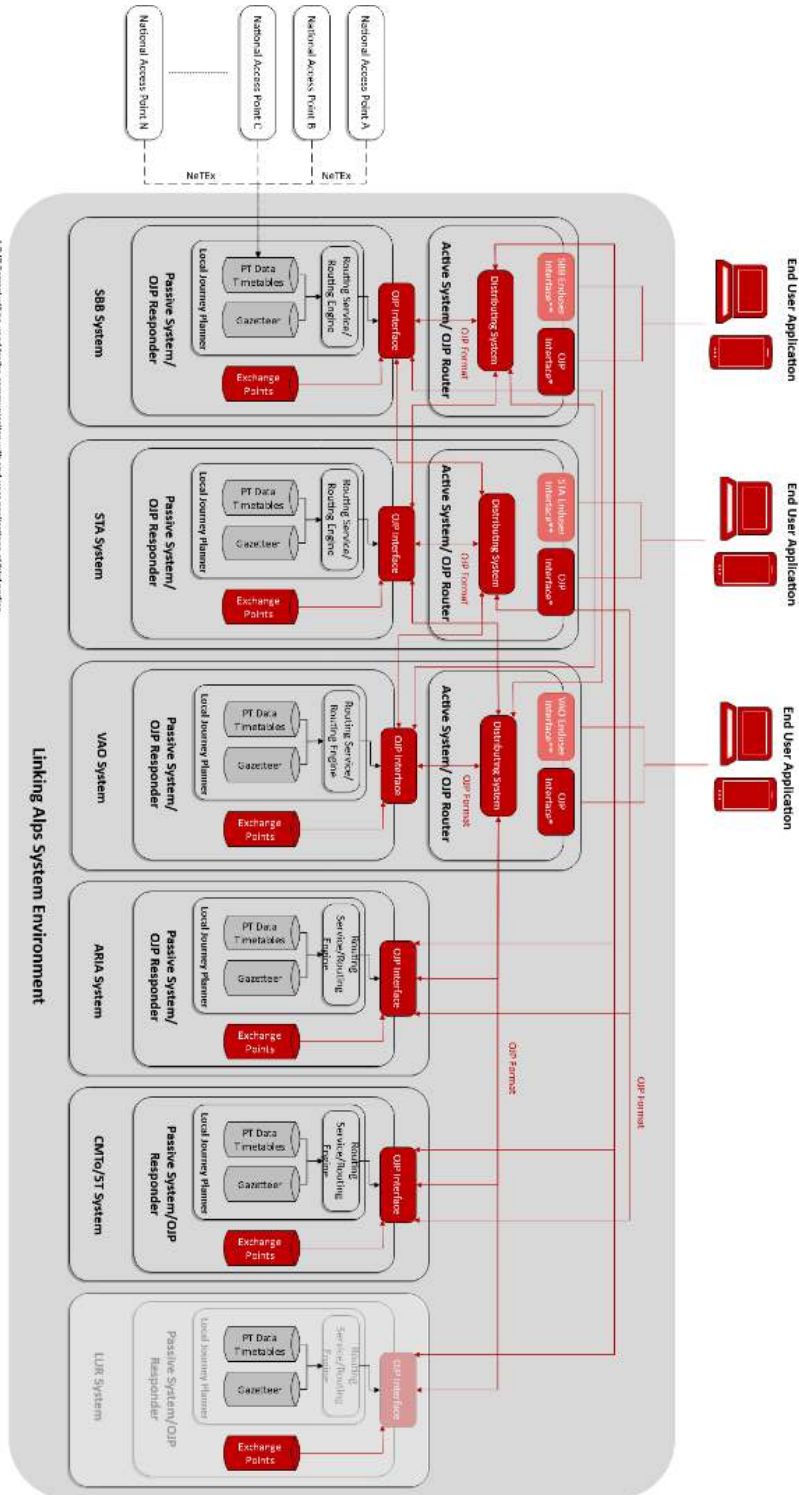 End User Application
End User Application
End User Application
SBB Enduser
Interface**
OJP
Interface*
STA Enduser
Interface**
OJP
Interface*
VAO Enduser
Interface**
OJP
Interface*
Distributing System
Distributing System
Distributing System
Active System/ OJP Router
Active System/ OJP Router
Active System/ OJP Router
OJP Format
OJP Format
OJP Format
OJP Format
OJP Format
National Access Point A
National Access Point B
National Access Point C
National Access Point N
NeTEx
NeTEx
OJP Interface
Routing Service/
Routing Engine
PT Data
Timetables
Gazetteer
Local Journey Planner
Exchange
Points
Passive System/
OJP Responder
SBB System
OJP Interface
Routing Service/
Routing Engine
PT Data
Timetables
Gazetteer
Local Journey Planner
Exchange
Points
Passive System/
OJP Responder
STA System
OJP Interface
Routing Service/
Routing Engine
PT Data
Timetables
Gazetteer
Local Journey Planner
Exchange
Points
Passive System/
OJP Responder
VAO System
OJP Interface
Routing
Service/Routing
Engine
PT Data
Timetables
Gazetteer
Local Journey Planner
Exchange
Points
Passive System/
OJP Responder
ARIA System
OJP Interface
Routing
Service/Routing
Engine
PT Data
Timetables
Gazetteer
Local Journey Planner
Exchange
Points
Passive System/OJP
Responder
CMTo/5T System
OJP Interface
Routing
Service/Routing
Engine
PT Data
Timetables
Gazetteer
Local Journey Planner
Exchange
Points
Passive System/OJP
Responder
LUR System
Linking Alps System Environment